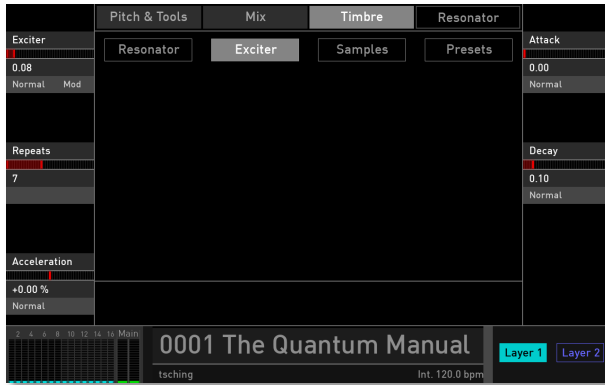 Pitch & Tools Mix Timbre Resonator
Resonator Exciter Samples Presets
Exciter
0.08
Normal Mod
Repeats
7
Acceleration
+0.00 %
Normal
Attack
0.00
Normal
Decay
0.10
Normal
2 4 6 8 10 12 14 16 Main
0001 The Quantum Manual
tsching Int. 120.0 bpm
Layer 1 Layer 2